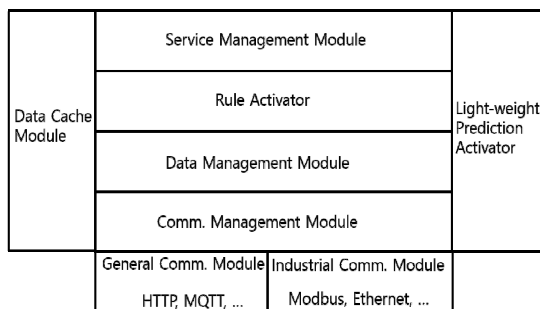 Service Management Module
Rule Activator
Data Cache
Module
Light-weight
Prediction
Activator
Data Management Module
Comm. Management Module
General Comm. Module
HTTP, MQTT, ...
Industrial Comm. Module
Modbus, Ethernet, ...